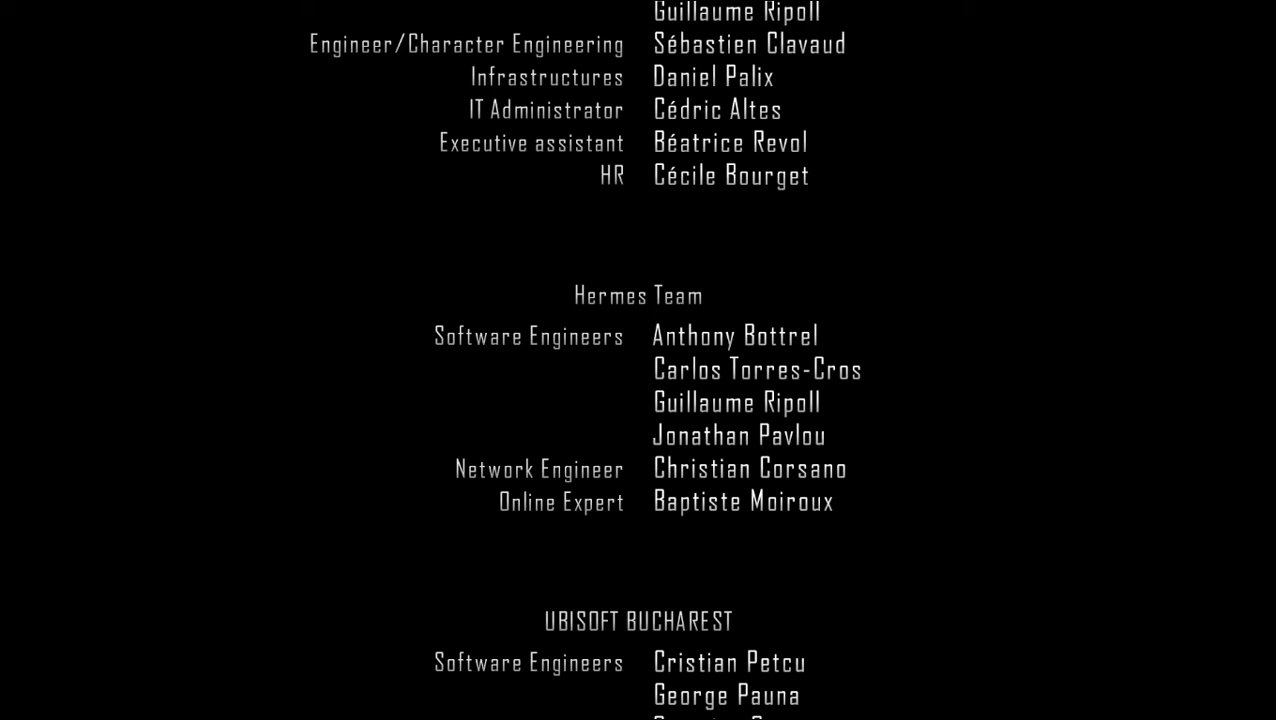 Guillaume Ripoll
Engineer/Character Engineering Sébastien Clavaud
Infrastructures Daniel Palix
IT Administrator Cédric Altes
Executive assistant Béatrice Revol
HR Cécile Bourget
Hermes Team
Software Engineers Anthony Bottrel
Carlos Torres-Cros
Guillaume Ripoll
Jonathan Pavlou
Network Engineer Christian Corsano
Online Expert Baptiste Moiroux
UBISOFT BUCHAREST
Software Engineers Cristian Petcu
George Pauna